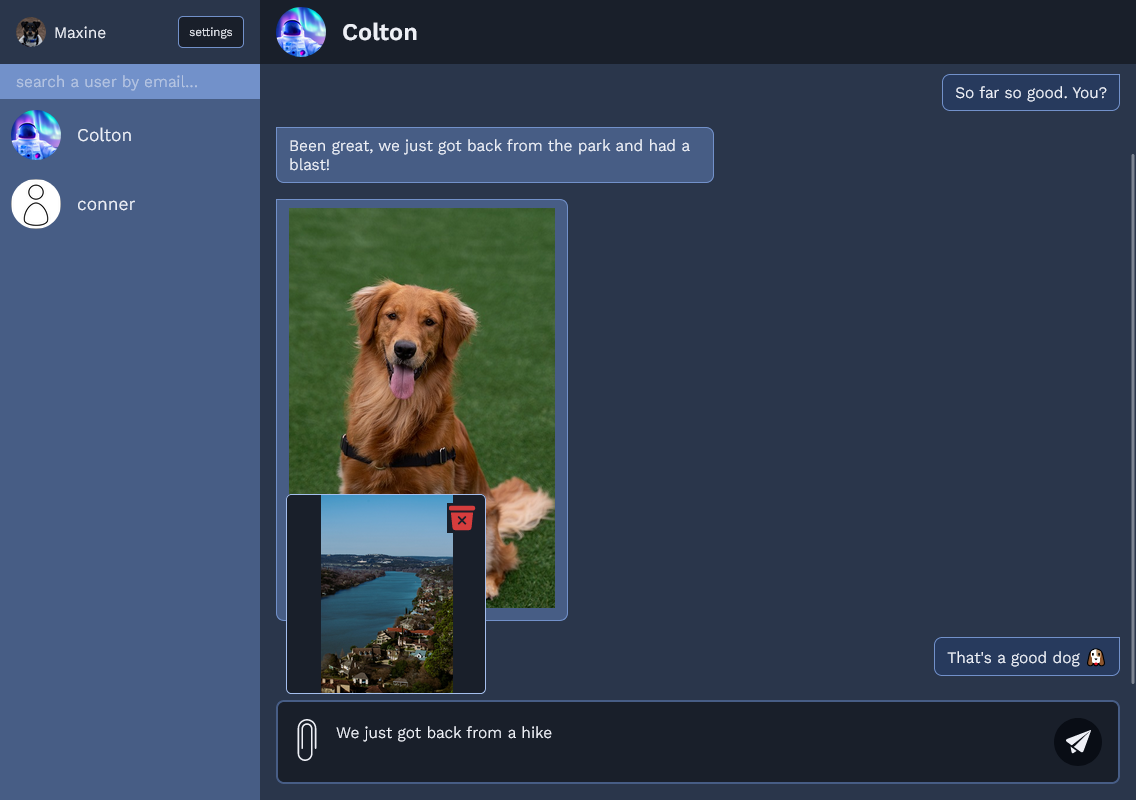 Maxine
settings
search a user by email...
Colton
conner
Colton
So far so good. You?
Been great, we just got back from the park and had a
blast!
That's a good dog 🐶
We just got back from a hike